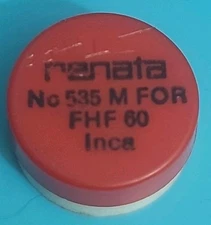 renata
No 535 M FOR
FHF 60
Inca